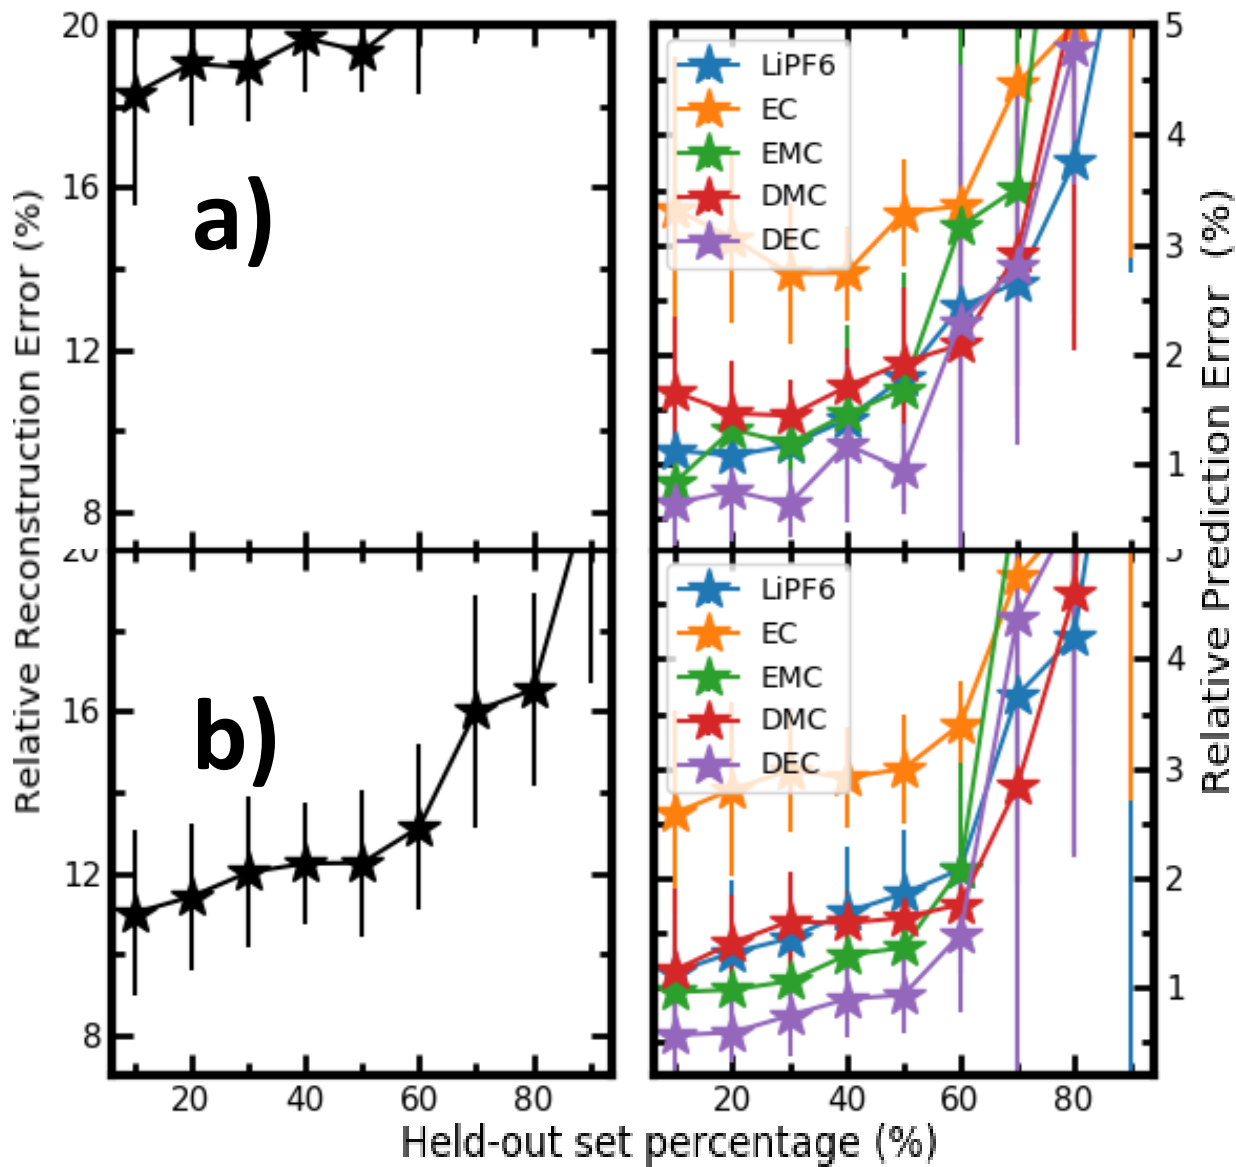 Relative Reconstruction Error (%)
20
16
12
8
a)
LiPF6
EC
EMC
DMC
DEC
5
4
3
2
1
Relative Prediction Error (%)
20
16
12
8
b)
LiPF6
EC
EMC
DMC
DEC
5
4
3
2
1
20 40 60 80
20 40 60 80
Held-out set percentage (%)